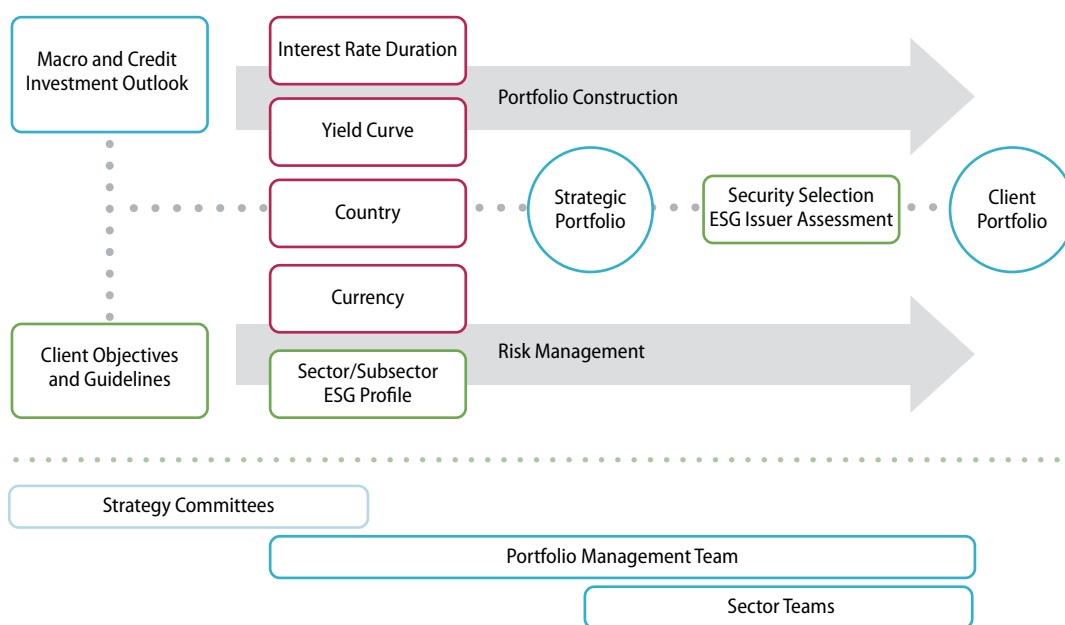 Macro and Credit
Investment Outlook
Interest Rate Duration
Portfolio Construction
Yield Curve
Country
Strategic
Portfolio
Security Selection
ESG Issuer Assessment
Client
Portfolio
Currency
Client Objectives
and Guidelines
Risk Management
Sector/Subsector
ESG Profile
Strategy Committees
Portfolio Management Team
Sector Teams